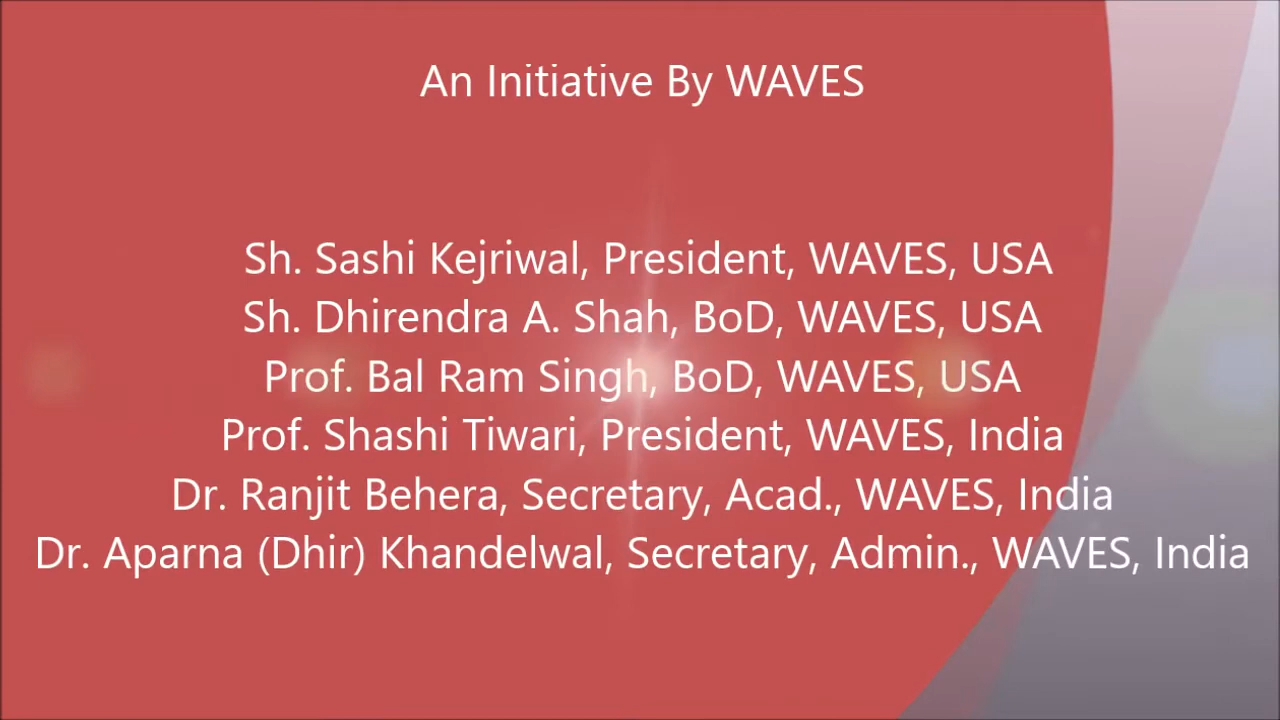 An Initiative By WAVES
Sh. Sashi Kejriwal, President, WAVES, USA
Sh. Dhirendra A. Shah, BoD, WAVES, USA
Prof. Bal Ram Singh, BoD, WAVES, USA
Prof. Shashi Tiwari, President, WAVES, India
Dr. Ranjit Behera, Secretary, Acad., WAVES, India
Dr. Aparna (Dhir) Khandelwal, Secretary, Admin., WAVES, India